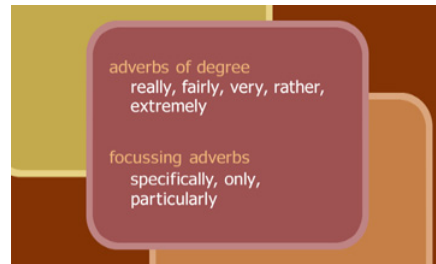 adverbs of degree
really, fairly, very, rather,
extremely
focussing adverbs
specifically, only,
particularly